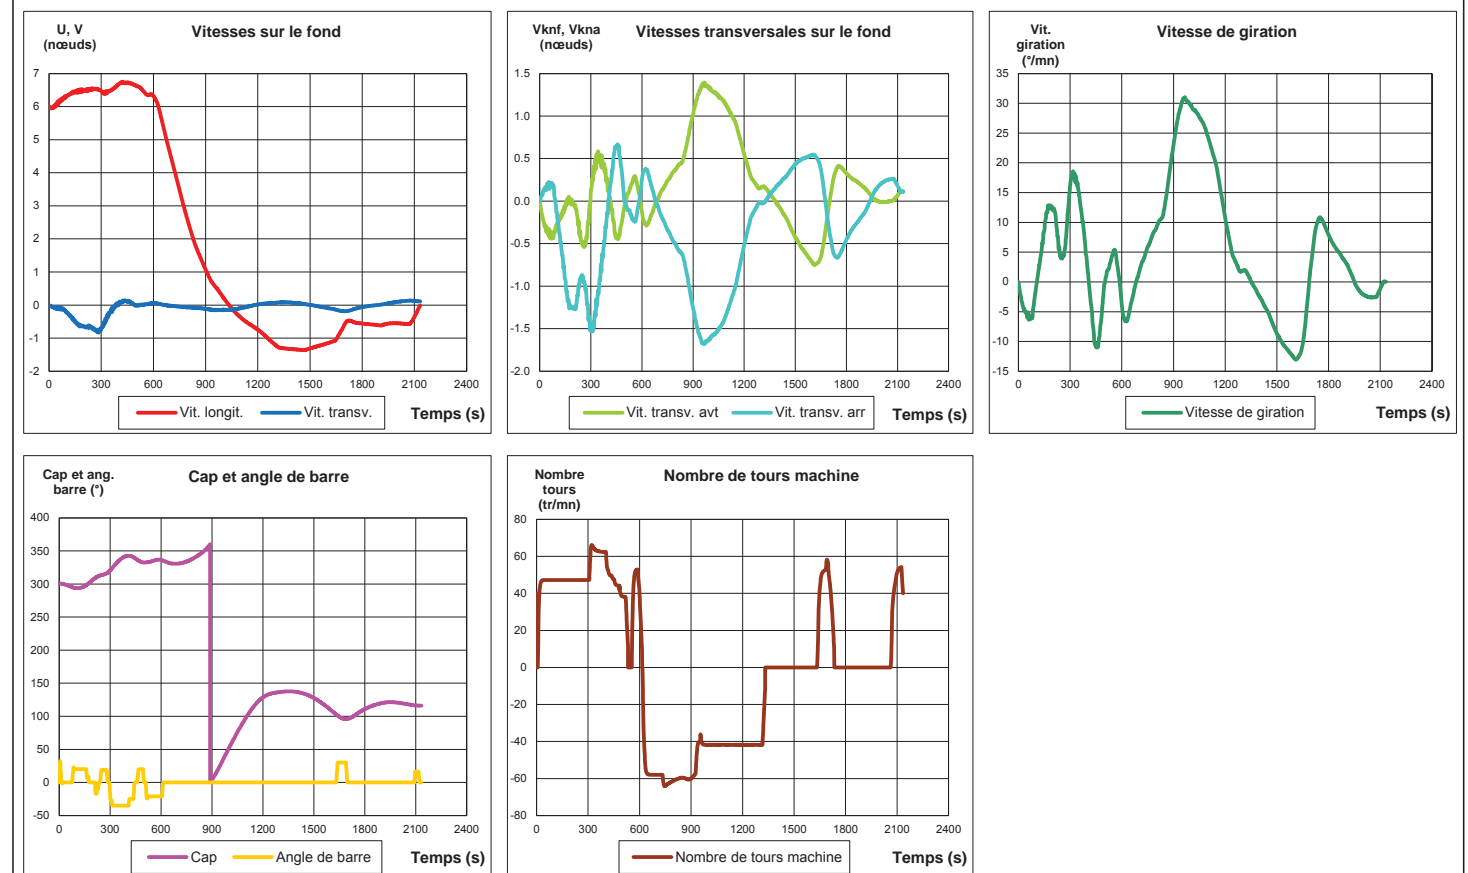 U, V
(nœuds)
Vitesses sur le fond
7
6
5
4
3
2
1
0
-1
-2
0 300 600 900 1200 1500 1800 2100 2400
Vit. longit. Vit. transv. Temps (s)
Vknf, Vkna
(nœuds)
Vitesses transversales sur le fond
1.5
1.0
0.5
0.0
-0.5
-1.0
-1.5
-2.0
0 300 600 900 1200 1500 1800 2100 2400
Vit. transv. avt Vit. transv. arr Temps (s)
Vit.
giration
(°/mn)
Vitesse de giration
35
30
25
20
15
10
5
0
-5
-10
-15
0 300 600 900 1200 1500 1800 2100 2400
Vitesse de giration Temps (s)
Cap et ang.
barre (°)
Cap et angle de barre
400
350
300
250
200
150
100
50
0
-50
0 300 600 900 1200 1500 1800 2100 2400
Cap Angle de barre Temps (s)
Nombre
tours
(tr/mn)
Nombre de tours machine
80
60
40
20
0
-20
-40
-60
-80
0 300 600 900 1200 1500 1800 2100 2400
Nombre de tours machine Temps (s)